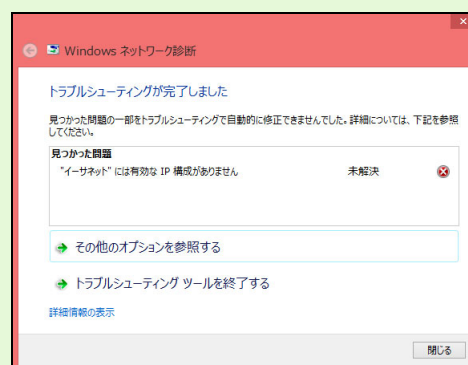 Windows ネットワーク診断
トラブルシューティングが完了しました
見つかった問題の一部をトラブルシューティングで自動的に修正できませんでした。詳細については、下記を参照
してください。
見つかった問題
"イーサネット" には有効な IP 構成がありません 未解決
その他のオプションを参照する
トラブルシューティング ツールを終了する
詳細情報の表示
閉じる